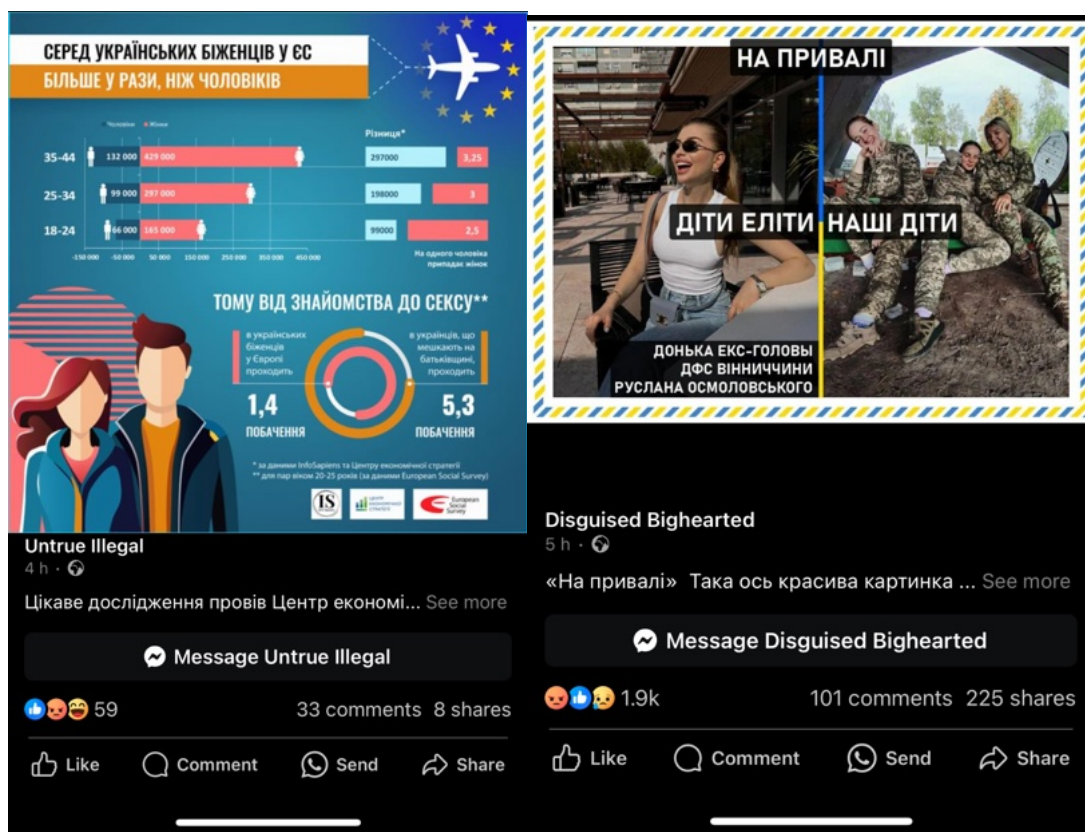 СЕРЕД УКРАЇНСЬКИХ БІЖЕНЦІВ У ЄС
БІЛЬШЕ У РАЗИ, НІЖ ЧОЛОВІКІВ
Чоловіки Жінки
Різниця*
35-44 132 000 429 000 297000 3,25
25-34 99 000 297 000 198000 3
18-24 66 000 165 000 99000 2,5
-150 000 -50 000 50 000 150 000 250 000 350 000 450 000
На одного чоловіка
припадає жінок
ТОМУ ВІД ЗНАЙОМСТВА ДО СЕКСУ**
в українських
біженців
у Європі
проходить
1,4
ПОБАЧЕННЯ
в українців, що
мешкають на
батьківщині,
проходить
5,3
ПОБАЧЕННЯ
* за даними InfoSapiens та Центру економічної стратегії
** для пар віком 20-25 років (за даними European Social Survey)
IS
ЦЕНТР
ЕКОНОМІЧНОЇ
СТРАТЕГІЇ
European
Social
Survey
Untrue Illegal
4 h ·
Цікаве дослідження провів Центр економі... See more
Message Untrue Illegal
59 33 comments 8 shares
Like Comment Send Share
НА ПРИВАЛІ
ДІТИ ЕЛІТИ НАШІ ДІТИ
ДОНЬКА ЕКС-ГОЛОВЫ
ДФС ВІННИЧЧИНИ
РУСЛАНА ОСМОЛОВСЬКОГО
Disguised Bighearted
5 h ·
«На привалі» Така ось красива картинка ... See more
Message Disguised Bighearted
1.9k 101 comments 225 shares
Like Comment Send Share